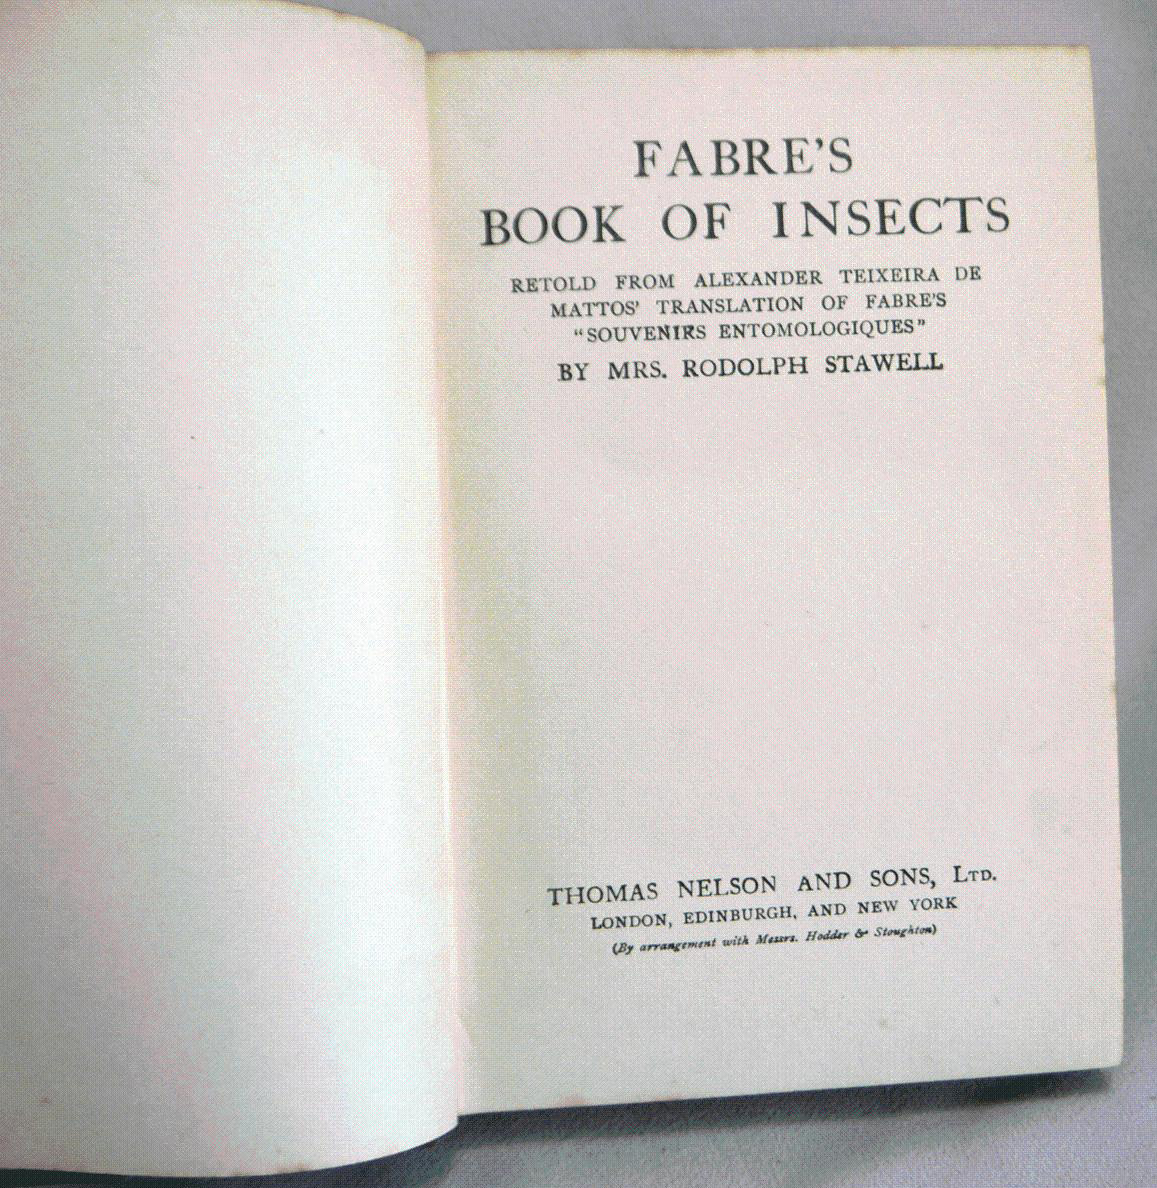 FABRE'S
BOOK OF INSECTS
RETOLD FROM ALEXANDER TEIXEIRA DE
MATTOS' TRANSLATION OF FABRE'S
"SOUVENIRS ENTOMOLOGIQUES"
BY MRS. RODOLPH STAWELL
THOMAS NELSON AND SONS, LTD.
LONDON, EDINBURGH, AND NEW YORK
(By arrangement with Messrs. Hodder & Stoughton)